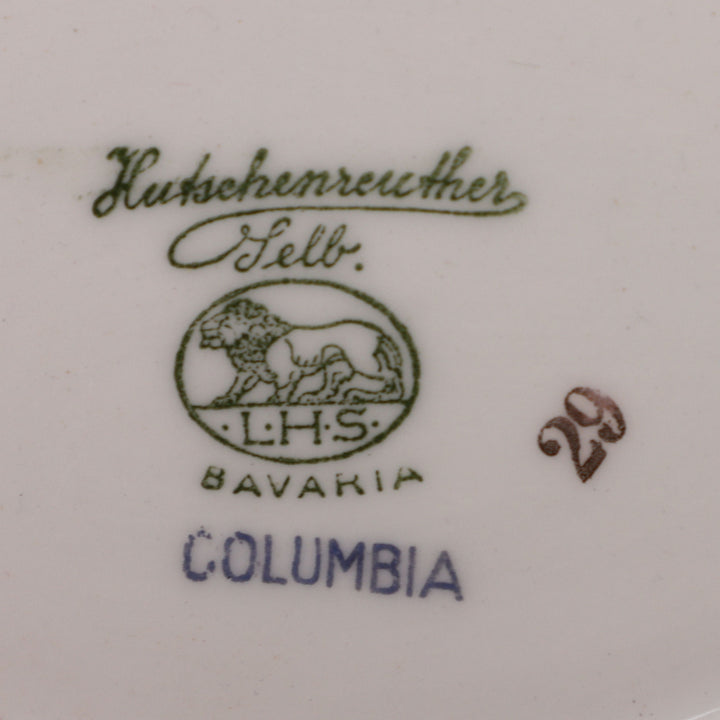 Hutschenreuther
Selb.
·L·H·S·
BAVARIA
29
COLUMBIA